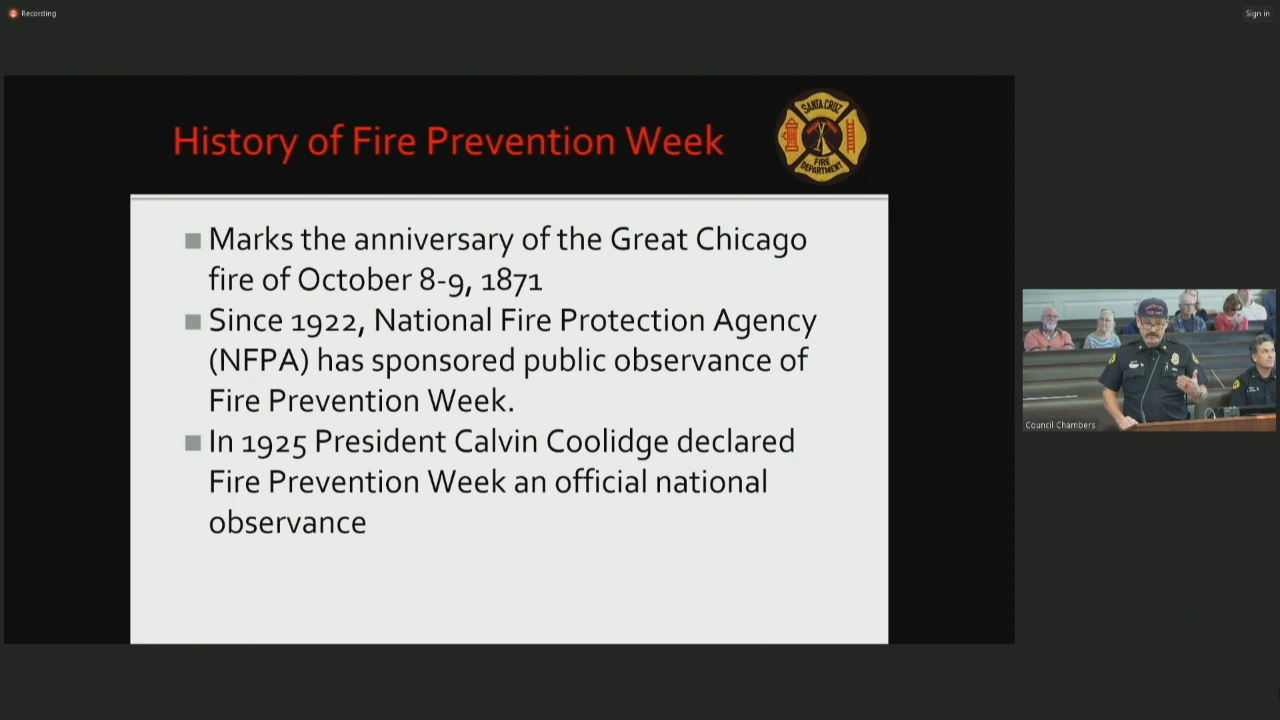 Recording
Sign in
History of Fire Prevention Week
SANTA CRUZ
FIRE
DEPARTMENT
Marks the anniversary of the Great Chicago
fire of October 8-9, 1871
Since 1922, National Fire Protection Agency
(NFPA) has sponsored public observance of
Fire Prevention Week.
In 1925 President Calvin Coolidge declared
Fire Prevention Week an official national
observance
Council Chambers